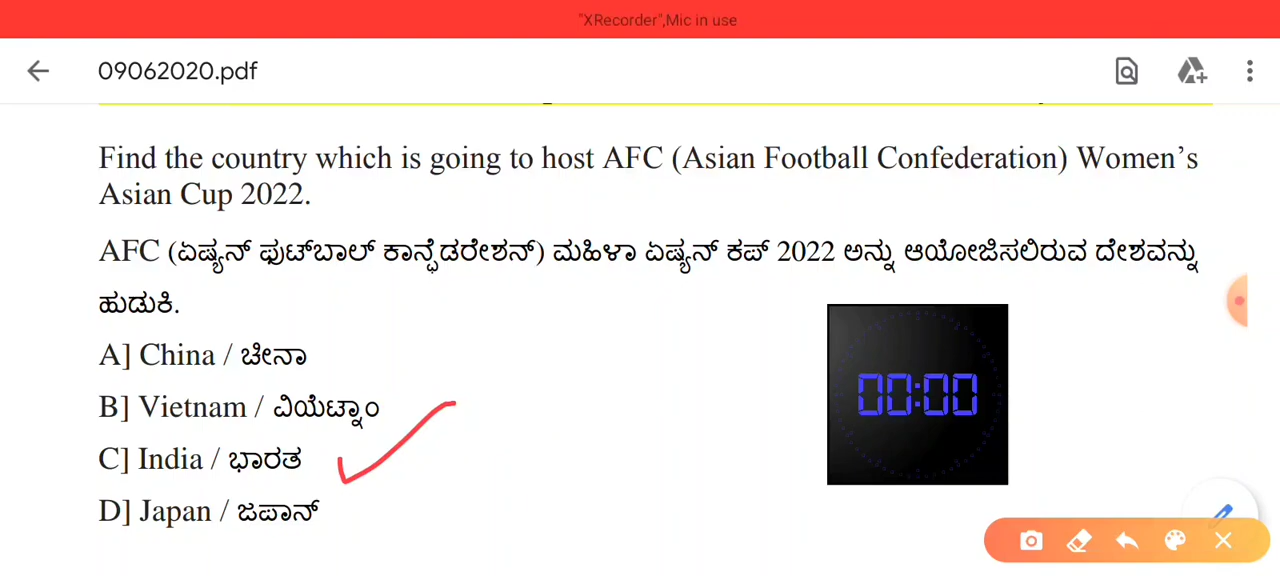 "XRecorder",Mic in use
09062020.pdf
Find the country which is going to host AFC (Asian Football Confederation) Women's
Asian Cup 2022.
AFC (ಏಷ್ಯನ್ ಫುಟ್‌ಬಾಲ್ ಕಾನ್ಫೆಡರೇಶನ್) ಮಹಿಳಾ ಏಷ್ಯನ್ ಕಪ್ 2022 ಅನ್ನು ಆಯೋಜಿಸಲಿರುವ ದೇಶವನ್ನು
ಹುಡುಕಿ.
A] China / ಚೀನಾ
B] Vietnam / ವಿಯೆಟ್ನಾಂ
C] India / ಭಾರತ
D] Japan / ಜಪಾನ್
00:00